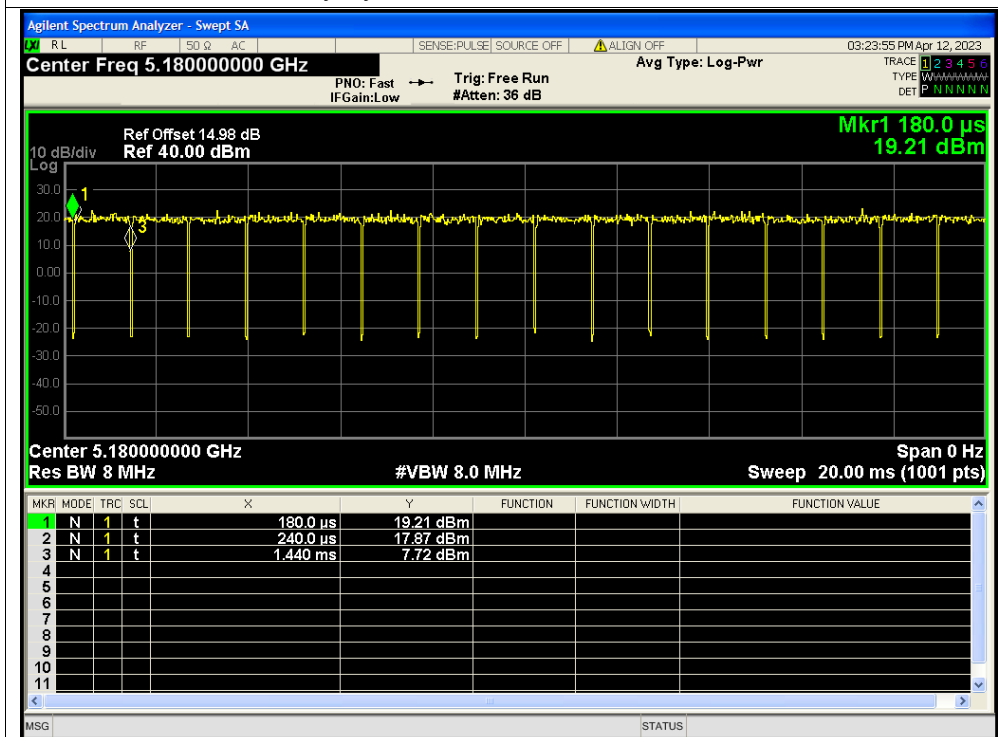 Agilent Spectrum Analyzer - Swept SA
LXI RL RF 50 Ω AC SENSE:PULSE SOURCE OFF ALIGN OFF 03:23:55 PM Apr 12, 2023
Center Freq 5.180000000 GHz
PNO: Fast
IFGain:Low
Trig: Free Run
#Atten: 36 dB
Avg Type: Log-Pwr
TRACE 1 2 3 4 5 6
TYPE WWWWWW
DET P N N N N N
Mkr1 180.0 µs
19.21 dBm
Ref Offset 14.98 dB
10 dB/div Ref 40.00 dBm
Log
30.0
20.0
10.0
0.00
-10.0
-20.0
-30.0
-40.0
-50.0
1
3
Center 5.180000000 GHz Span 0 Hz
Res BW 8 MHz #VBW 8.0 MHz Sweep 20.00 ms (1001 pts)
MKR MODE TRC SCL X Y FUNCTION FUNCTION WIDTH FUNCTION VALUE
1 N 1 t 180.0 µs 19.21 dBm
2 N 1 t 240.0 µs 17.87 dBm
3 N 1 t 1.440 ms 7.72 dBm
4
5
6
7
8
9
10
11
MSG STATUS